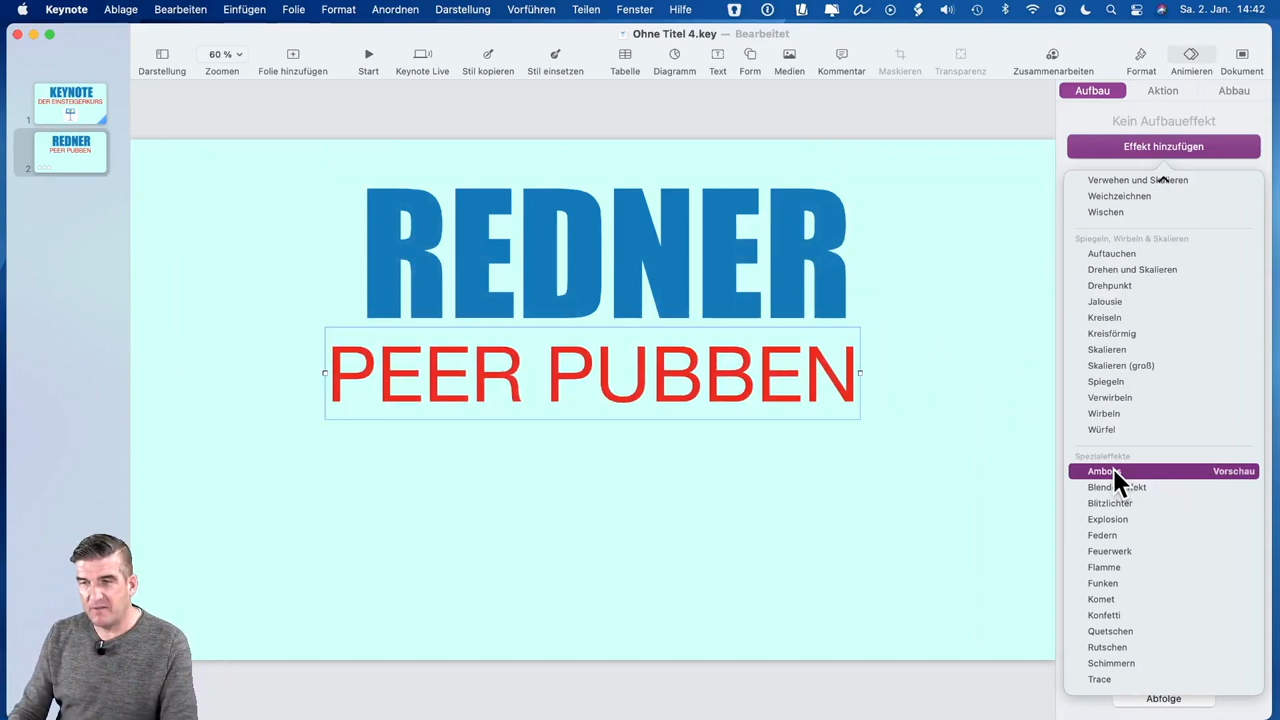 Keynote Ablage Bearbeiten Einfügen Folie Format Anordnen Darstellung Vorführen Teilen Fenster Hilfe Sa. 2. Jan. 14:42
Ohne Titel 4.key — Bearbeitet
60 %
Darstellung Zoomen Folie hinzufügen Start Keynote Live Stil kopieren Stil einsetzen Tabelle Diagramm Text Form Medien Kommentar Maskieren Transparenz Zusammenarbeiten Format Animieren Dokument
KEYNOTE
DER EINSTEIGERKURS
1
REDNER
PEER PUBBEN
2
REDNER
PEER PUBBEN
Aufbau Aktion Abbau
Kein Aufbaueffekt
Effekt hinzufügen
Verwehen und Skalieren
Weichzeichnen
Wischen
Spiegeln, Wirbeln & Skalieren
Auftauchen
Drehen und Skalieren
Drehpunkt
Jalousie
Kreiseln
Kreisförmig
Skalieren
Skalieren (groß)
Spiegeln
Verwirbeln
Wirbeln
Würfel
Spezialeffekte
Amboss Vorschau
Blendeneffekt
Blitzlichter
Explosion
Federn
Feuerwerk
Flamme
Funken
Komet
Konfetti
Quetschen
Rutschen
Schimmern
Trace
Abfolge